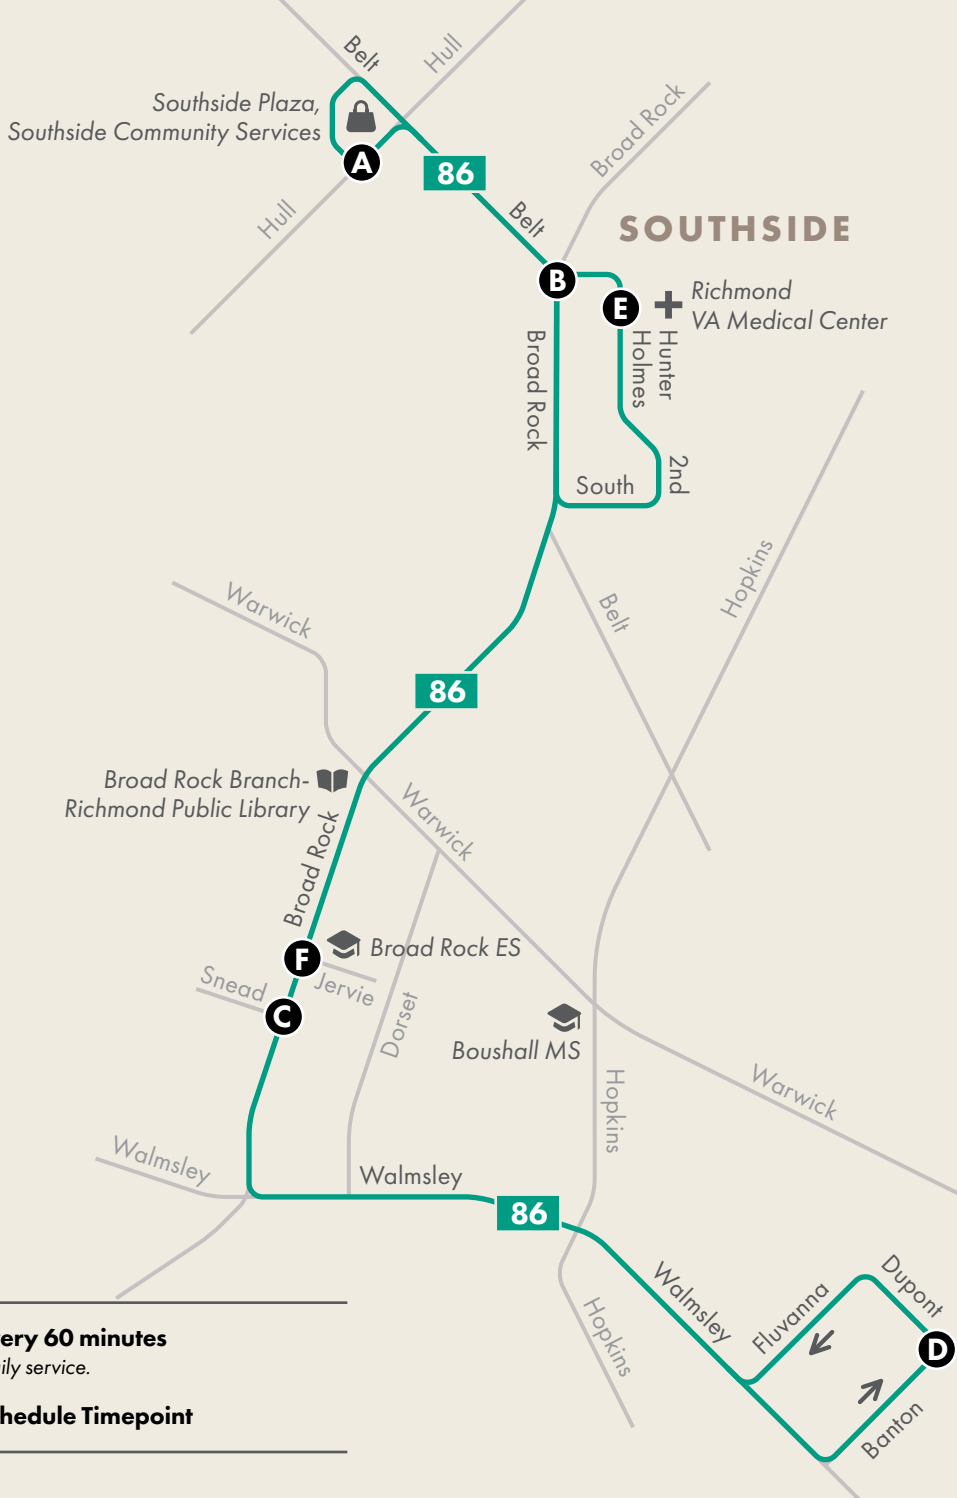 Belt
Hull
Southside Plaza,
Southside Community Services
A
86
Broad Rock
Hull
Belt
SOUTHSIDE
B
E
Richmond
VA Medical Center
Broad Rock
Hunter
Holmes
2nd
South
Hopkins
Warwick
Belt
86
Broad Rock Branch-
Richmond Public Library
Warwick
Broad Rock
F
Broad Rock ES
Snead
Jervie
C
Dorset
Boushall MS
Hopkins
Warwick
Walmsley
Walmsley
86
Walmsley
Fluvanna
Dupont
Hopkins
D
Banton
ery 60 minutes
ily service.
hedule Timepoint